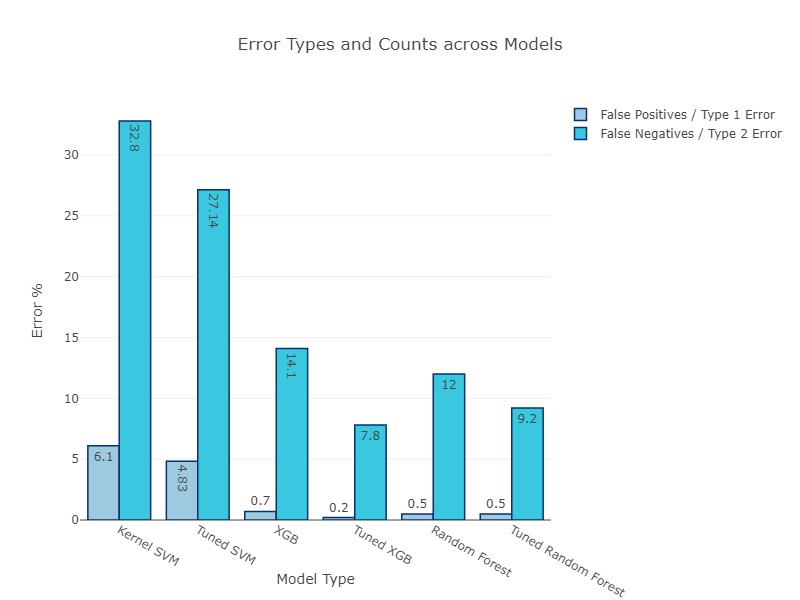 Error Types and Counts across Models
False Positives / Type 1 Error
False Negatives / Type 2 Error
Error %
30
25
20
15
10
5
0
6.1
32.8
4.83
27.14
0.7
14.1
0.2
7.8
0.5
12
0.5
9.2
Kernel SVM
Tuned SVM
XGB
Tuned XGB
Random Forest
Tuned Random Forest
Model Type